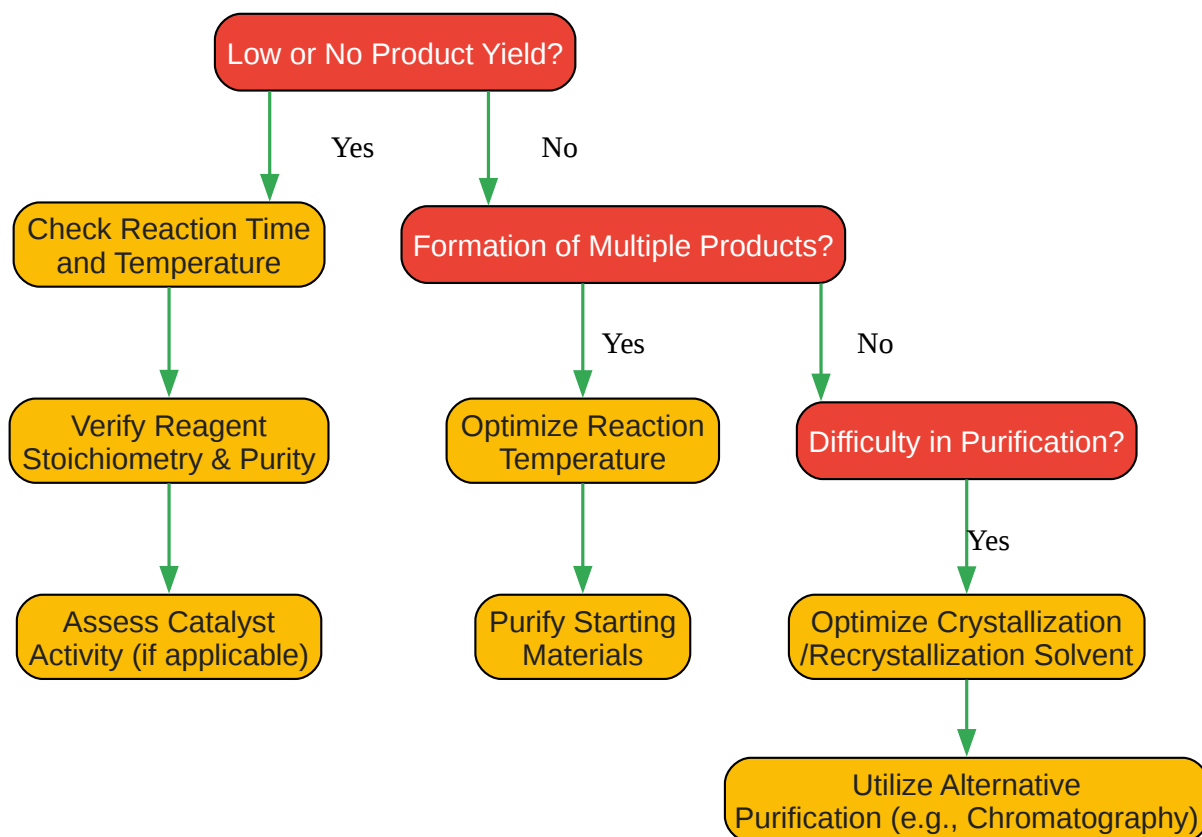 Low or No Product Yield?
Yes
No
Check Reaction Time
and Temperature
Formation of Multiple Products?
Yes
No
Verify Reagent
Stoichiometry & Purity
Optimize Reaction
Temperature
Difficulty in Purification?
Yes
Assess Catalyst
Activity (if applicable)
Purify Starting
Materials
Optimize Crystallization
/Recrystallization Solvent
Utilize Alternative
Purification (e.g., Chromatography)